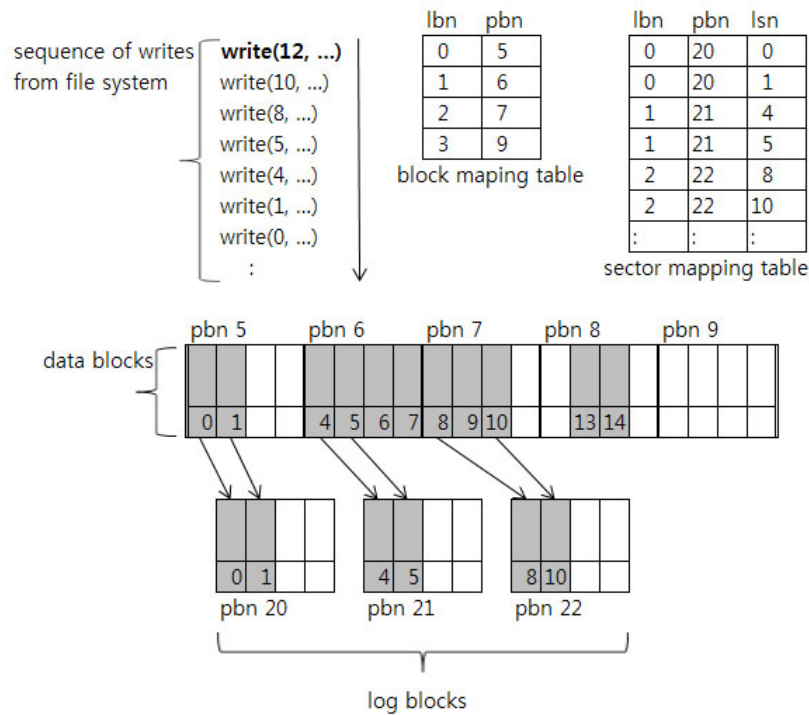 sequence of writes
from file system
write(12, ...)
write(10, ...)
write(8, ...)
write(5, ...)
write(4, ...)
write(1, ...)
write(0, ...)
:
lbn pbn
0 5
1 6
2 7
3 9
block maping table
lbn pbn lsn
0 20 0
0 20 1
1 21 4
1 21 5
2 22 8
2 22 10
: : :
sector mapping table
pbn 5 pbn 6 pbn 7 pbn 8 pbn 9
data blocks
0 1 4 5 6 7 8 9 10 13 14
0 1 4 5 8 10
pbn 20 pbn 21 pbn 22
log blocks